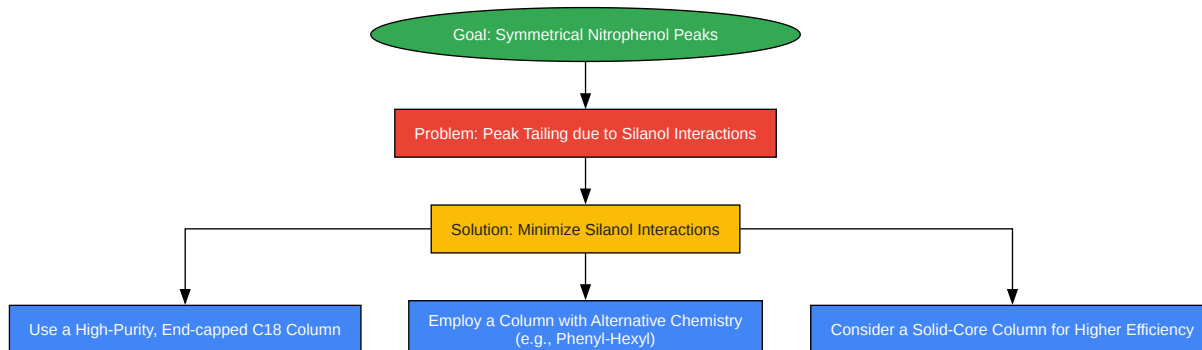 Goal: Symmetrical Nitrophenol Peaks
Problem: Peak Tailing due to Silanol Interactions
Solution: Minimize Silanol Interactions
Use a High-Purity, End-capped C18 Column
Employ a Column with Alternative Chemistry
(e.g., Phenyl-Hexyl)
Consider a Solid-Core Column for Higher Efficiency